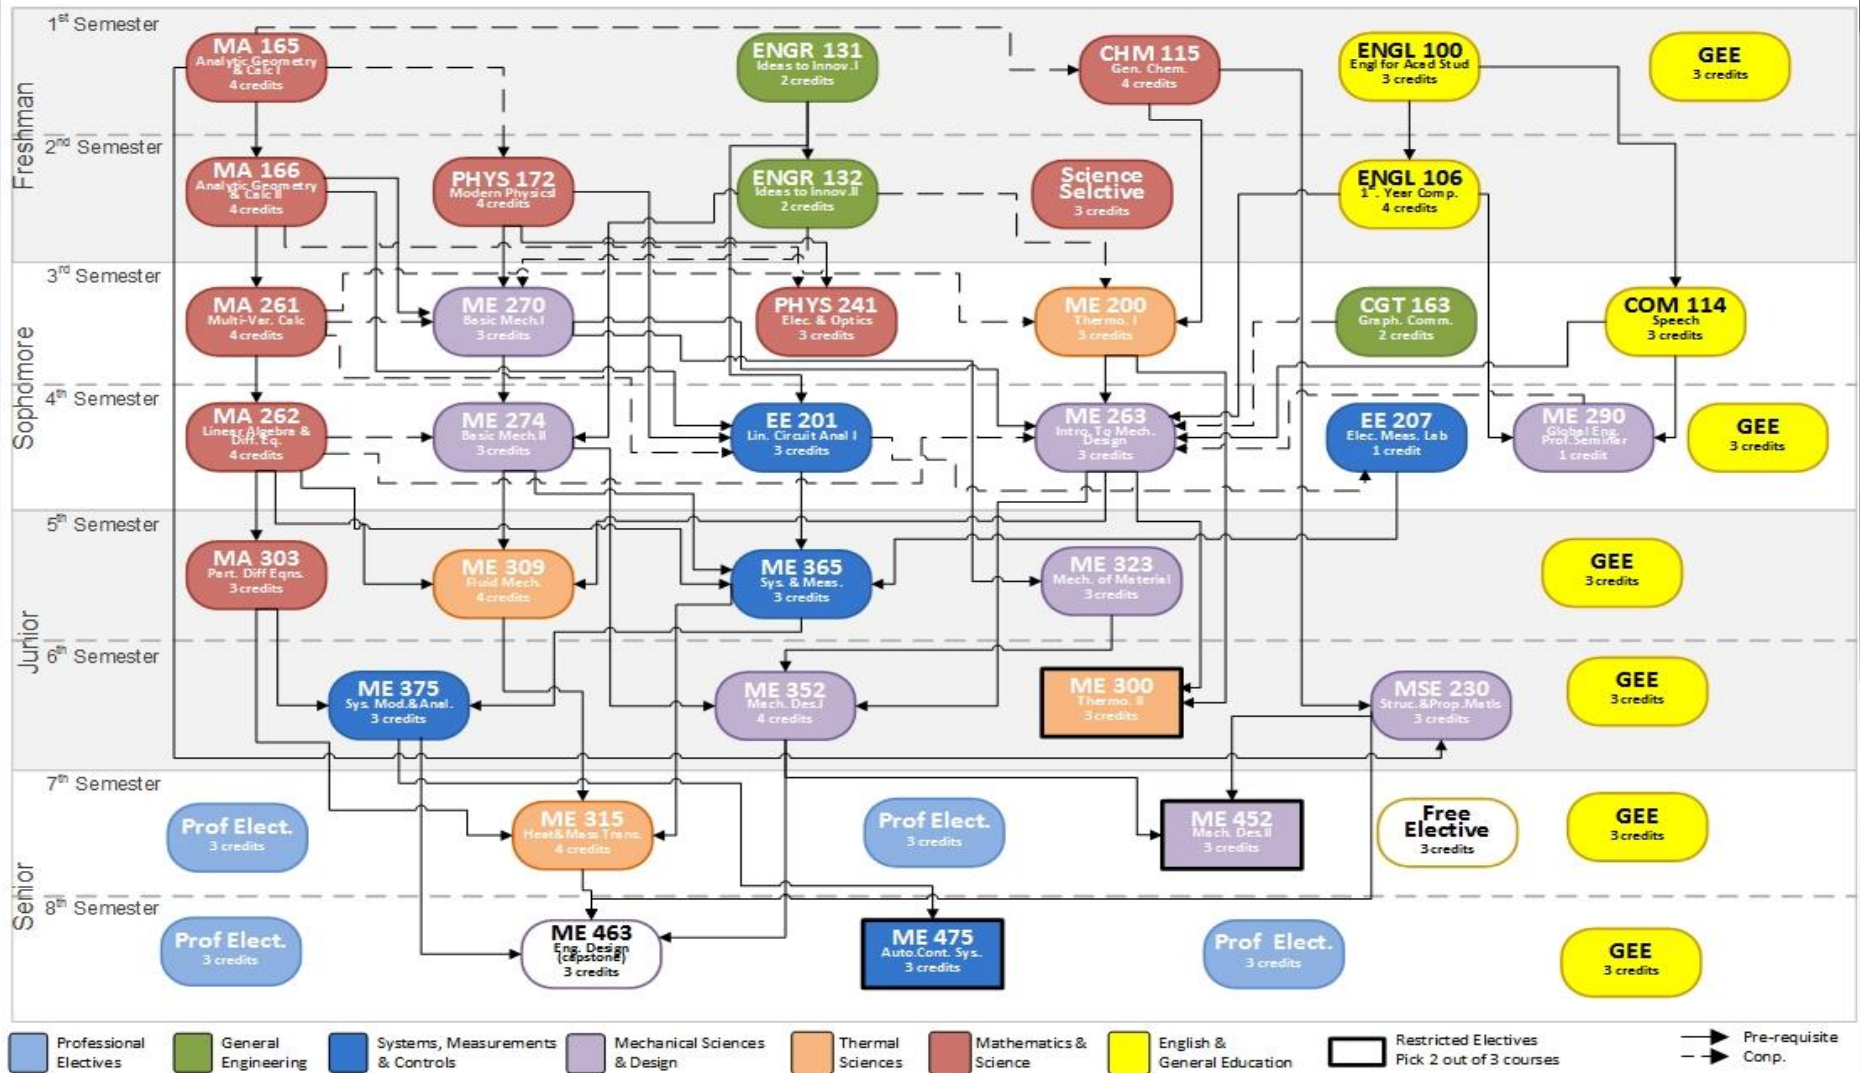 1st Semester
MA 165
Analytic Geometry
& Calc I
4 credits
ENGR 131
Ideas to Innov.I
2 credits
CHM 115
Gen. Chem.
4 credits
ENGL 100
Engl for Acad Stud
3 credits
GEE
3 credits
Freshman
2nd Semester
MA 166
Analytic Geometry
& Calc II
4 credits
PHYS 172
Modern PhysicsI
4 credits
ENGR 132
Ideas to Innov.II
2 credits
Science
Selctive
3 credits
ENGL 106
1st. Year Comp.
4 credits
3rd Semester
MA 261
Multi-Var. Calc
4 credits
ME 270
Basic Mech.I
3 credits
PHYS 241
Elec. & Optics
3 credits
ME 200
Thermo. I
3 credits
CGT 163
Graph. Comm.
2 credits
COM 114
Speech
3 credits
Sophomore
4th Semester
MA 262
Linear Algebra &
Diff. Eq.
4 credits
ME 274
Basic Mech.II
3 credits
EE 201
Lin. Circuit Anal I
3 credits
ME 263
Intro. To Mech.
Design
3 credits
EE 207
Elec. Meas. Lab
1 credit
ME 290
Global Eng.
Prof.Seminar
1 credit
GEE
3 credits
5th Semester
MA 303
Part. Diff Eqns.
3 credits
ME 309
Fluid Mech.
4 credits
ME 365
Sys. & Meas.
3 credits
ME 323
Mech. of Material
3 credits
GEE
3 credits
Junior
6th Semester
ME 375
Sys. Mod.&Anal.
3 credits
ME 352
Mach. Des.I
4 credits
ME 300
Thermo. II
3 credits
MSE 230
Struc.&Prop.Matls
3 credits
GEE
3 credits
7th Semester
Prof Elect.
3 credits
ME 315
Heat&Mass Trans.
4 credits
Prof Elect.
3 credits
ME 452
Mach. Des.II
3 credits
Free
Elective
3 credits
GEE
3 credits
Senior
8th Semester
Prof Elect.
3 credits
ME 463
Eng. Design
(capstone)
3 credits
ME 475
Auto.Cont. Sys..
3 credits
Prof Elect.
3 credits
GEE
3 credits
Professional
Electives
General
Engineering
Systems, Measurements
& Controls
Mechanical Sciences
& Design
Thermal
Sciences
Mathematics &
Science
English &
General Education
Restricted Electives
Pick 2 out of 3 courses
Pre-requisite
Conp.